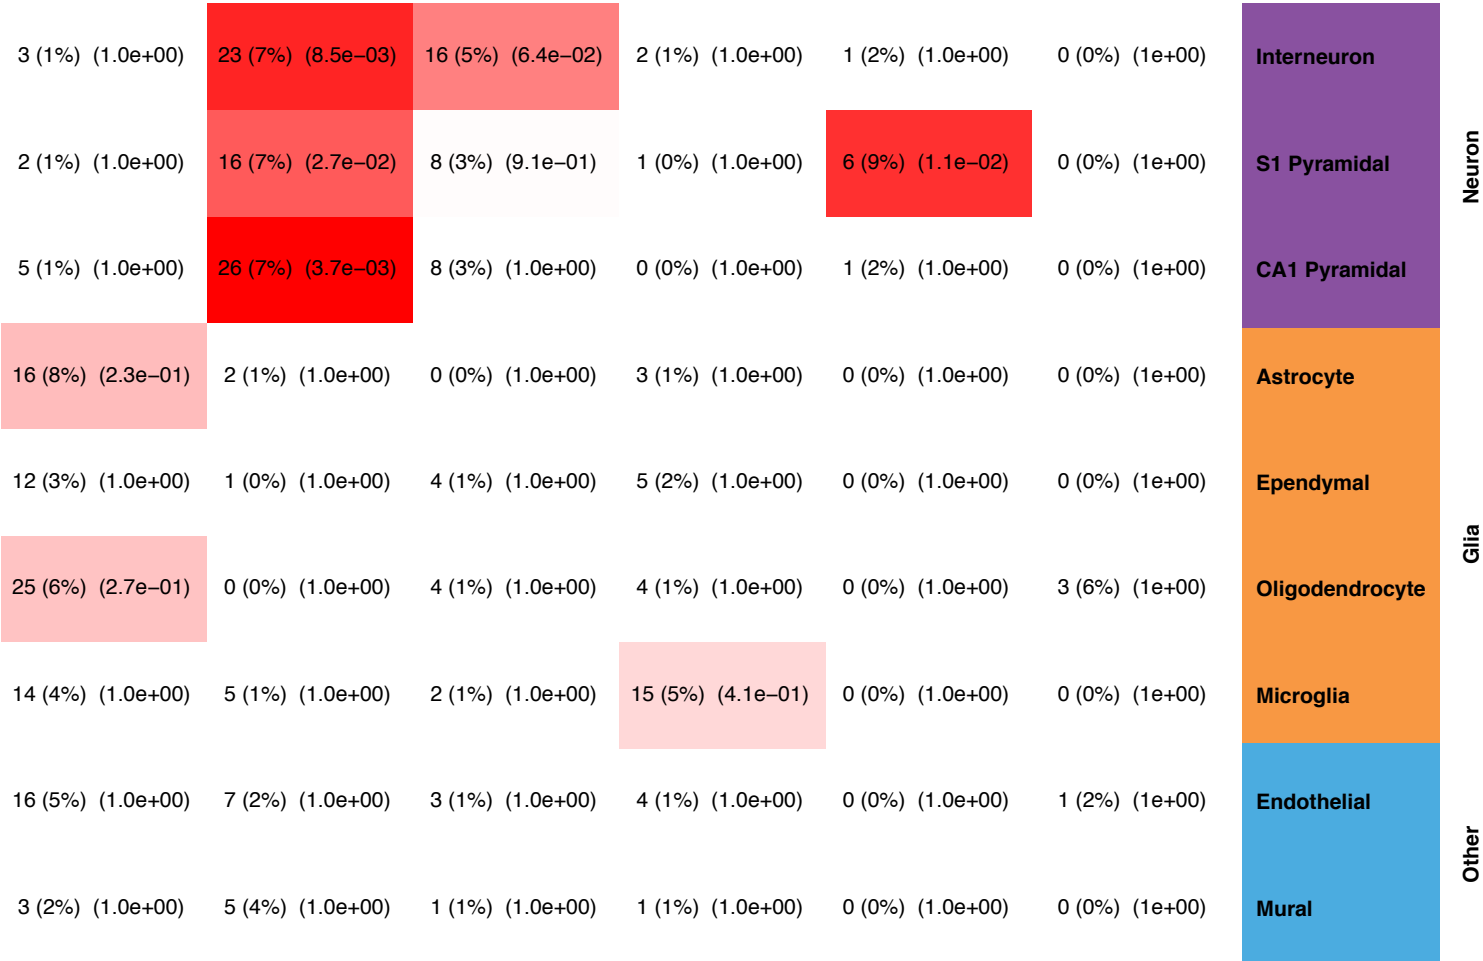 3 (1%) (1.0e+00) 23 (7%) (8.5e−03) 16 (5%) (6.4e−02) 2 (1%) (1.0e+00) 1 (2%) (1.0e+00) 0 (0%) (1e+00) Interneuron
2 (1%) (1.0e+00) 16 (7%) (2.7e−02) 8 (3%) (9.1e−01) 1 (0%) (1.0e+00) 6 (9%) (1.1e−02) 0 (0%) (1e+00) S1 Pyramidal
Neuron
5 (1%) (1.0e+00) 26 (7%) (3.7e−03) 8 (3%) (1.0e+00) 0 (0%) (1.0e+00) 1 (2%) (1.0e+00) 0 (0%) (1e+00) CA1 Pyramidal
16 (8%) (2.3e−01) 2 (1%) (1.0e+00) 0 (0%) (1.0e+00) 3 (1%) (1.0e+00) 0 (0%) (1.0e+00) 0 (0%) (1e+00) Astrocyte
12 (3%) (1.0e+00) 1 (0%) (1.0e+00) 4 (1%) (1.0e+00) 5 (2%) (1.0e+00) 0 (0%) (1.0e+00) 0 (0%) (1e+00) Ependymal
Glia
25 (6%) (2.7e−01) 0 (0%) (1.0e+00) 4 (1%) (1.0e+00) 4 (1%) (1.0e+00) 0 (0%) (1.0e+00) 3 (6%) (1e+00) Oligodendrocyte
14 (4%) (1.0e+00) 5 (1%) (1.0e+00) 2 (1%) (1.0e+00) 15 (5%) (4.1e−01) 0 (0%) (1.0e+00) 0 (0%) (1e+00) Microglia
16 (5%) (1.0e+00) 7 (2%) (1.0e+00) 3 (1%) (1.0e+00) 4 (1%) (1.0e+00) 0 (0%) (1.0e+00) 1 (2%) (1e+00) Endothelial
Other
3 (2%) (1.0e+00) 5 (4%) (1.0e+00) 1 (1%) (1.0e+00) 1 (1%) (1.0e+00) 0 (0%) (1.0e+00) 0 (0%) (1e+00) Mural